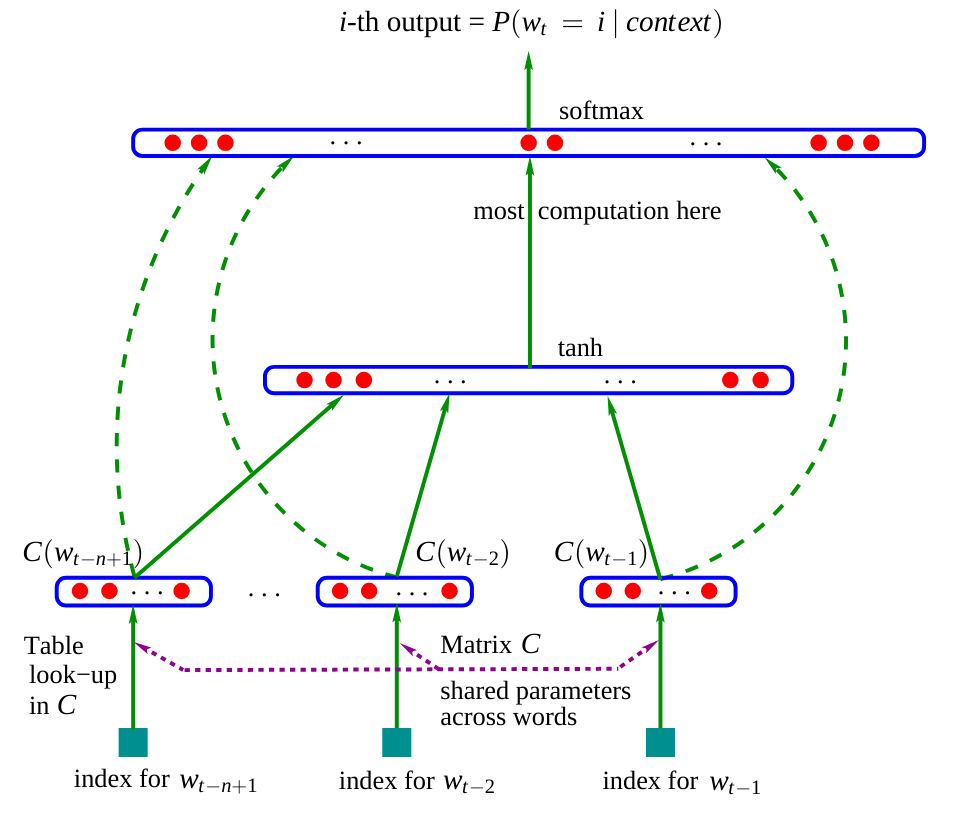 i-th output = P(w_t = i | context)
softmax
. . .
. . .
most computation here
tanh
. . .
. . .
C(w_{t−n+1})
C(w_{t−2})
C(w_{t−1})
. . .
. . .
. . .
. . .
Table
look−up
in C
Matrix C
shared parameters
across words
index for w_{t−n+1}
index for w_{t−2}
index for w_{t−1}